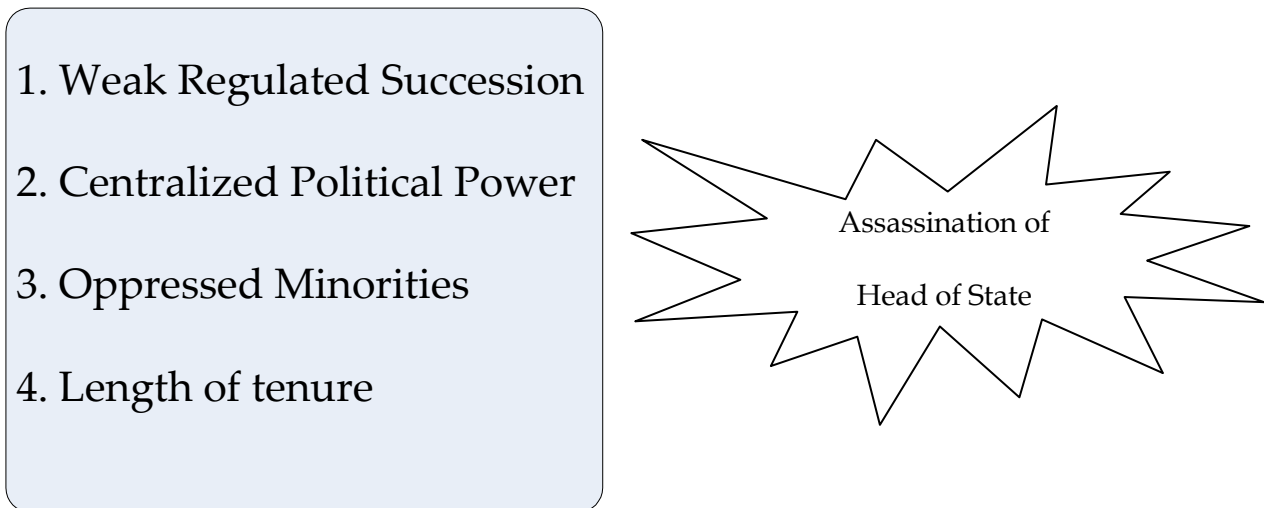 1. Weak Regulated Succession
2. Centralized Political Power
3. Oppressed Minorities
4. Length of tenure
Assassination of
Head of State